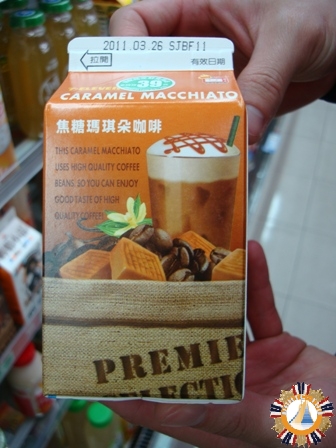 2011.03.26 SJBF11
拉開
有效日期
39
CARAMEL MACCHIATO
焦糖瑪琪朵咖啡
THIS CARAMEL MACCHIATO
USES HIGH QUALITY COFFEE
BEANS, SO YOU CAN ENJOY
GOOD TASTE OF HIGH
QUALITY COFFEE
PREMIE
ELECTIO